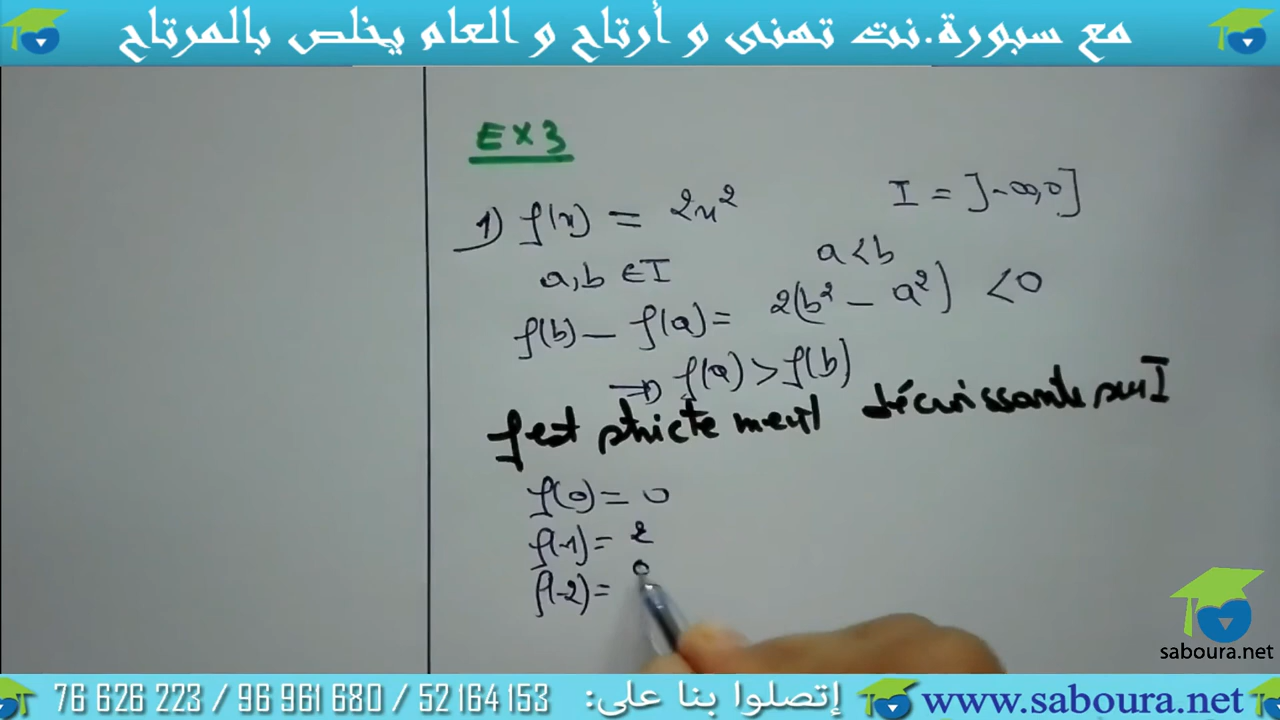 مع سبورة.نت تهنى و أرتاح و العام يخلص بالمرتاح
EX3
1) f(x) = 2x² I = ]-∞,0]
a,b ∈ I a<b
f(b) - f(a) = 2(b² - a²) <0
⇒ f(a) > f(b)
f est strictement décroissante sur I
f(0) = 0
f(-1) = 2
f(-2) =
saboura.net
76 626 223 / 96 961 680 / 52 164 153 إتصلوا بنا على: www.saboura.net